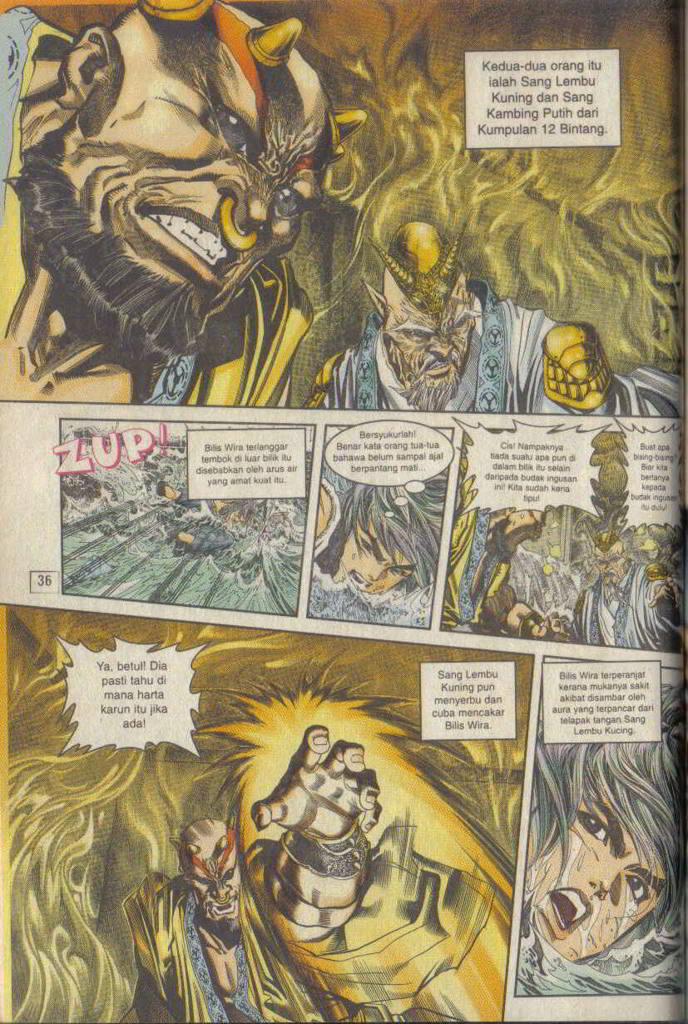 Kedua-dua orang itu
ialah Sang Lembu
Kuning dan Sang
Kambing Putih dari
Kumpulan 12 Bintang.
ZUP!
Bilis Wira terlanggar
tembok di luar bilik itu
disebabkan oleh arus air
yang amat kuat itu.
Bersyukurlah!
Benar kata orang tua-tua
bahawa belum sampai ajal
berpantang mati...
Cis! Nampaknya
tiada suatu apa pun di
dalam bilik itu selain
daripada budak ingusan
ini! Kita sudah kena
tipu!
Buat apa
bising-bising?
Biar kita
bertanya
kepada
budak ingusan
itu dulu!
36
Ya, betul! Dia
pasti tahu di
mana harta
karun itu jika
ada!
Sang Lembu
Kuning pun
menyerbu dan
cuba mencakar
Bilis Wira.
Bilis Wira terperanjat
kerana mukanya sakit
akibat disambar oleh
aura yang terpancar dari
telapak tangan Sang
Lembu Kucing.